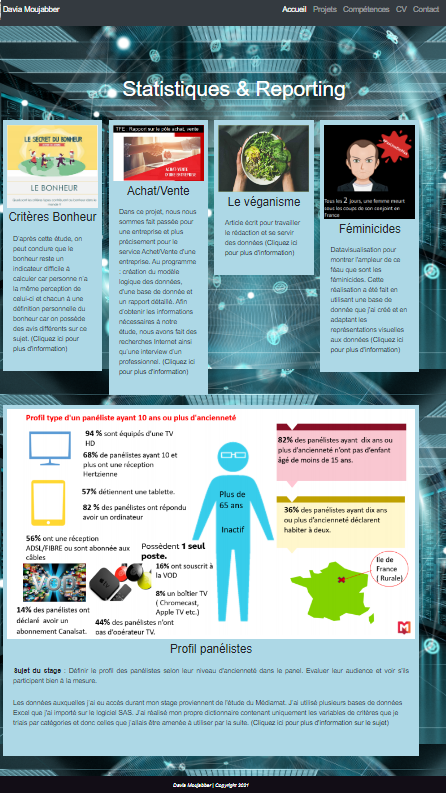 Davia Moujabber
Accueil Projets Compétences CV Contact
Statistiques & Reporting
LE SECRET DU BONHEUR
LE BONHEUR
Critères Bonheur
D'après cette étude, on
peut conclure que le
bonheur reste un
indicateur difficile à
calculer car personne n'a
la même perception de
celui-ci et chacun à une
définition personnelle du
bonheur car on possède
des avis différents sur ce
sujet. (Cliquez ici pour
plus d'information)
TFE : Rapport sur le pôle achat, vente
ACHAT-VENTE
Achat/Vente
Dans ce projet, nous nous
sommes fait passée pour
une entreprise et plus
précisement pour le
service Achat/Vente d'une
entreprise. Au programme
: création du modèle
logique des données,
d'une base de donnée et
un rapport détaillé. Afin
d'obtenir les informations
nécessaires à notre
étude, nous avons fait des
recherches Internet ainsi
qu'une interview d'un
professionnel. (Cliquez ici
pour plus d'information)
Le véganisme
Article écrit pour travailler
le rédaction et se servir
des données (Cliquez ici
pour plus d'information)
Tous les 2 jours, une femme meurt
sous les coups de son conjoint en
France
Féminicides
Datavisualisation pour
montrer l'ampleur de ce
fléau que sont les
féminicides. Cette
réalisation a été fait en
utilisant une base de
donnée que j'ai créé et en
adaptant les
représentations visuelles
aux données (Cliquez ici
pour plus d'information)
Profil type d'un panéliste ayant 10 ans ou plus d'ancienneté
94 % sont équipés d'une TV
HD
68% de panélistes ayant 10 et
plus ont une réception
Hertzienne
57% détiennent une tablette.
82 % des panélistes ont répondu
avoir un ordinateur
56% ont une réception
ADSL/FIBRE ou sont abonnée aux
câbles
Possèdent 1 seul
poste.
VOD
16% ont souscrit à
la VOD
8% un boîtier TV
( Chromecast,
Apple TV etc.)
14% des panélistes ont
déclaré avoir un
abonnement Canalsat.
44% des panélistes n'ont
pas d'opérateur TV.
Plus de
65 ans
Inactif
82% des panélistes ayant dix ans ou
plus d'ancienneté n'ont pas d'enfant
âgé de moins de 15 ans.
36% des panélistes ayant dix ans
ou plus d'ancienneté déclarent
habiter à deux.
Ile de
France
( Rurale).
M
Profil panélistes
Sujet du stage : Définir le profil des panélistes selon leur niveau d'ancienneté dans le panel. Evaluer leur audience et voir s'ils
participent bien à la mesure.
Les données auxquelles j'ai eu accès durant mon stage proviennent de l'étude du Médiamat. J'ai utilisé plusieurs bases de données
Excel que j'ai importé sur le logiciel SAS. J'ai réalisé mon propre dictionnaire contenant uniquement les variables de critères que je
triais par catégories et donc celles que j'allais être amenée à utiliser par la suite. (Cliquez ici pour plus d'information sur le sujet)
Davia Moujabber | Copyright 2021